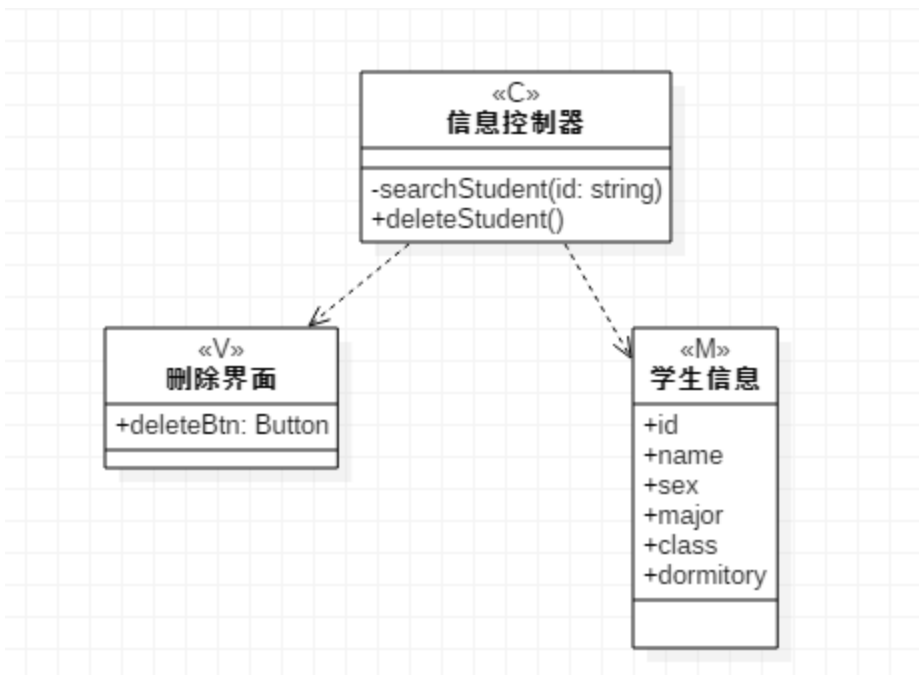 «C»
信息控制器
-searchStudent(id: string)
+deleteStudent()
«V»
删除界面
+deleteBtn: Button
«M»
学生信息
+id
+name
+sex
+major
+class
+dormitory